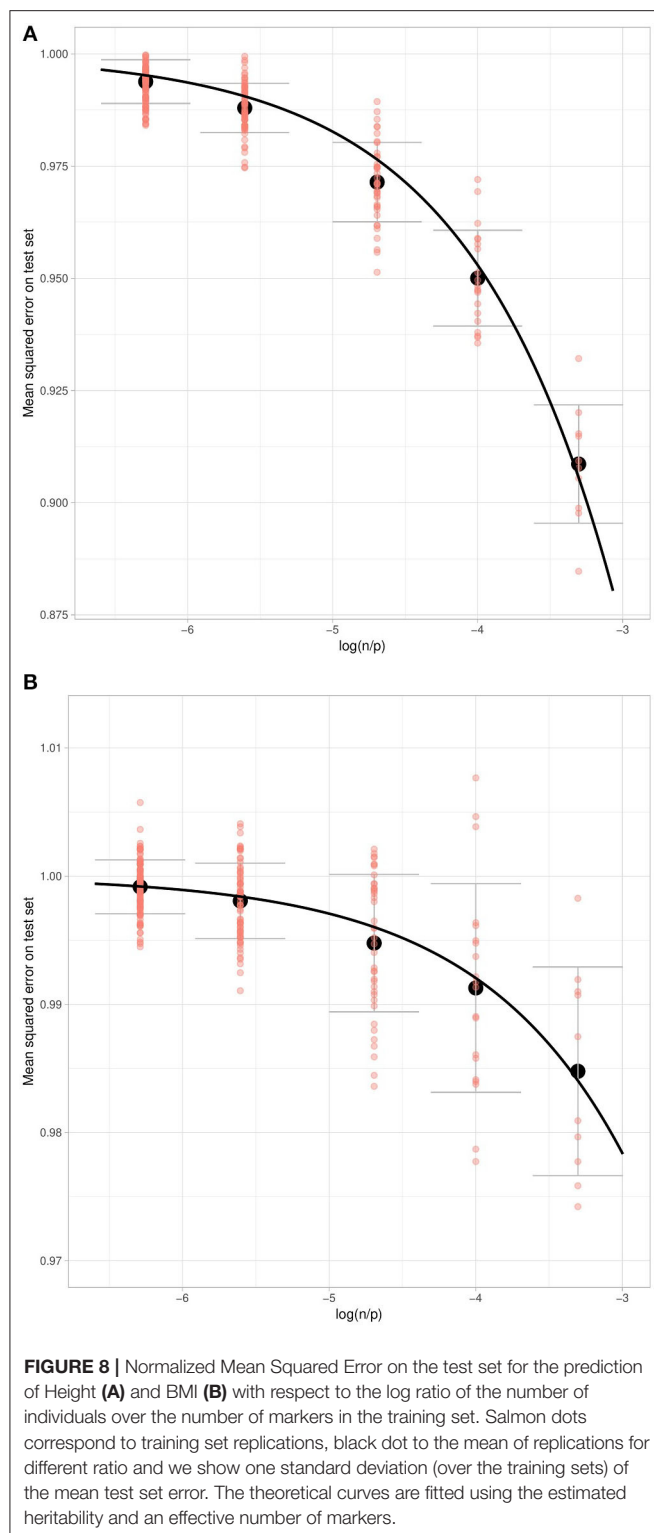 A
1.000
0.975
0.950
0.925
0.900
0.875
Mean squared error on test set
-6
-5
-4
-3
log(n/p)
B
1.01
1.00
0.99
0.98
0.97
Mean squared error on test set
-6
-5
-4
-3
log(n/p)
FIGURE 8 | Normalized Mean Squared Error on the test set for the prediction
of Height (A) and BMI (B) with respect to the log ratio of the number of
individuals over the number of markers in the training set. Salmon dots
correspond to training set replications, black dot to the mean of replications for
different ratio and we show one standard deviation (over the training sets) of
the mean test set error. The theoretical curves are fitted using the estimated
heritability and an effective number of markers.